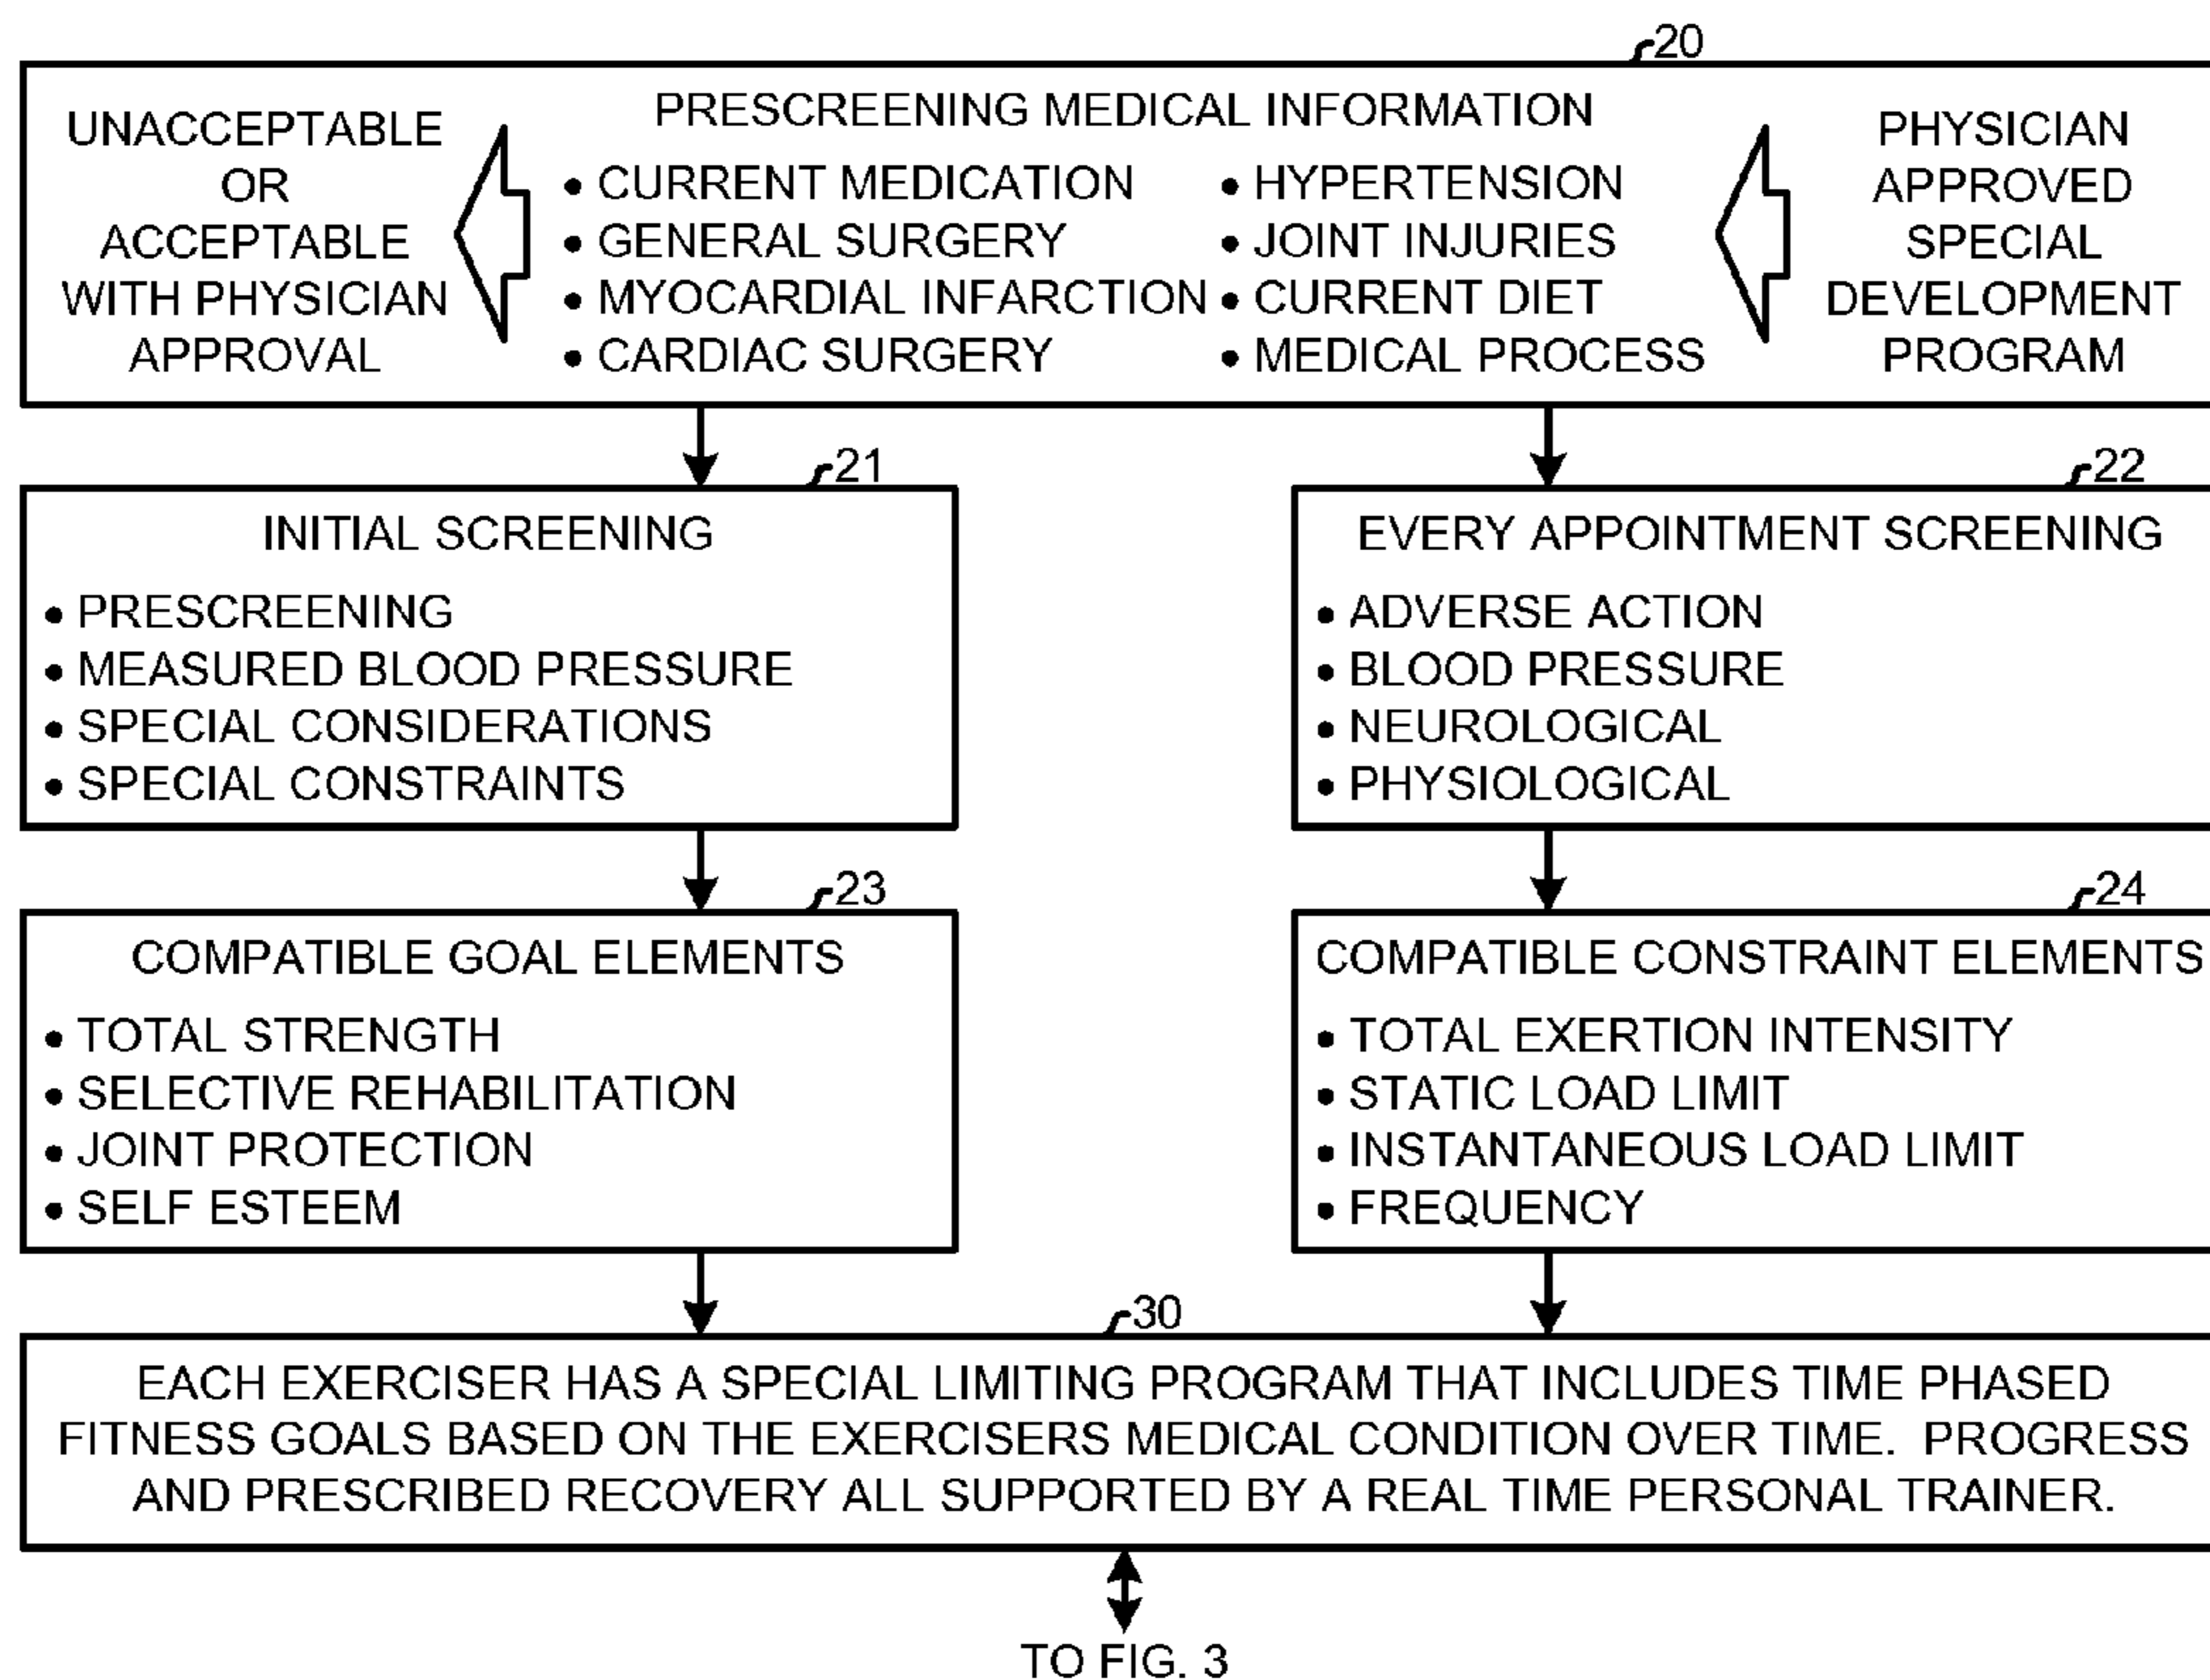 20
UNACCEPTABLE
OR
ACCEPTABLE
WITH PHYSICIAN
APPROVAL
PRESCREENING MEDICAL INFORMATION
• CURRENT MEDICATION
• GENERAL SURGERY
• MYOCARDIAL INFARCTION
• CARDIAC SURGERY
• HYPERTENSION
• JOINT INJURIES
• CURRENT DIET
• MEDICAL PROCESS
PHYSICIAN
APPROVED
SPECIAL
DEVELOPMENT
PROGRAM
21
INITIAL SCREENING
• PRESCREENING
• MEASURED BLOOD PRESSURE
• SPECIAL CONSIDERATIONS
• SPECIAL CONSTRAINTS
22
EVERY APPOINTMENT SCREENING
• ADVERSE ACTION
• BLOOD PRESSURE
• NEUROLOGICAL
• PHYSIOLOGICAL
23
COMPATIBLE GOAL ELEMENTS
• TOTAL STRENGTH
• SELECTIVE REHABILITATION
• JOINT PROTECTION
• SELF ESTEEM
24
COMPATIBLE CONSTRAINT ELEMENTS
• TOTAL EXERTION INTENSITY
• STATIC LOAD LIMIT
• INSTANTANEOUS LOAD LIMIT
• FREQUENCY
30
EACH EXERCISER HAS A SPECIAL LIMITING PROGRAM THAT INCLUDES TIME PHASED
FITNESS GOALS BASED ON THE EXERCISERS MEDICAL CONDITION OVER TIME. PROGRESS
AND PRESCRIBED RECOVERY ALL SUPPORTED BY A REAL TIME PERSONAL TRAINER.
TO FIG. 3